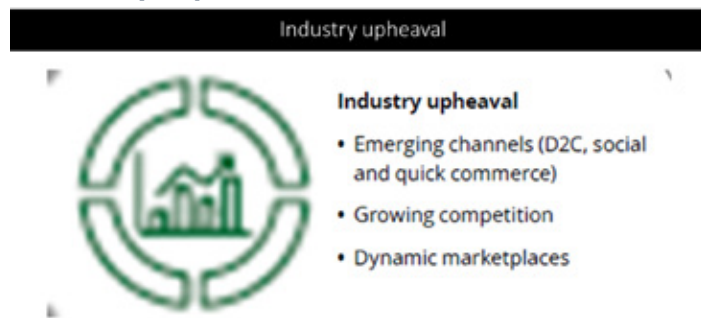 Industry upheaval
Industry upheaval
• Emerging channels (D2C, social
and quick commerce)
• Growing competition
• Dynamic marketplaces